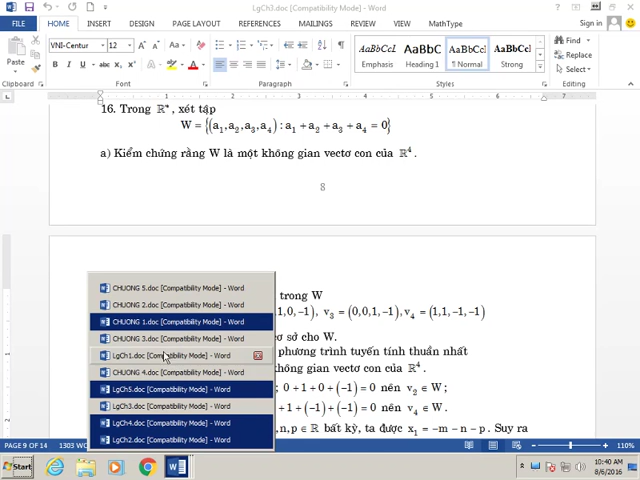 LgCh3.doc [Compatibility Mode] - Word
FILE HOME INSERT DESIGN PAGE LAYOUT REFERENCES MAILINGS REVIEW VIEW MathType Sign in
Paste
VNI-Center 12
B I U
AaBbCcL AaBbC AaBbCcI AaBbCcl
Emphasis Heading 1 ¶ Normal Strong
Find
Replace
Select
Clipboard Font Paragraph Styles Editing
16. Trong ℝⁿ, xét tập
W = {(a₁,a₂,a₃,a₄) : a₁ + a₂ + a₃ + a₄ = 0}
a) Kiểm chứng rằng W là một không gian vectơ con của ℝ⁴.
8
CHUONG 5.doc [Compatibility Mode] - Word
trong W
CHUONG 2.doc [Compatibility Mode] - Word
1,0,−1), v₃ = (0,0,1,−1), v₄ = (1,1,−1,−1)
CHUONG 1.doc [Compatibility Mode] - Word
CHUONG 3.doc [Compatibility Mode] - Word
ơ sở cho W.
LgCh1.doc [Compatibility Mode] - Word
phương trình tuyến tính thuần nhất
CHUONG 4.doc [Compatibility Mode] - Word
không gian vectơ con của ℝ⁴.
LgCh5.doc [Compatibility Mode] - Word
0 + 1 + 0 + (−1) = 0 nên v₂ ∈ W ;
LgCh3.doc [Compatibility Mode] - Word
+ 1 + (−1) + (−1) = 0 nên v₄ ∈ W.
LgCh4.doc [Compatibility Mode] - Word
,n,p ∈ ℝ bất kỳ, ta được x₁ = −m − n − p. Suy ra
LgCh2.doc [Compatibility Mode] - Word
PAGE 9 OF 14 1303 WO 110%
Start 10:40 AM
8/6/2016